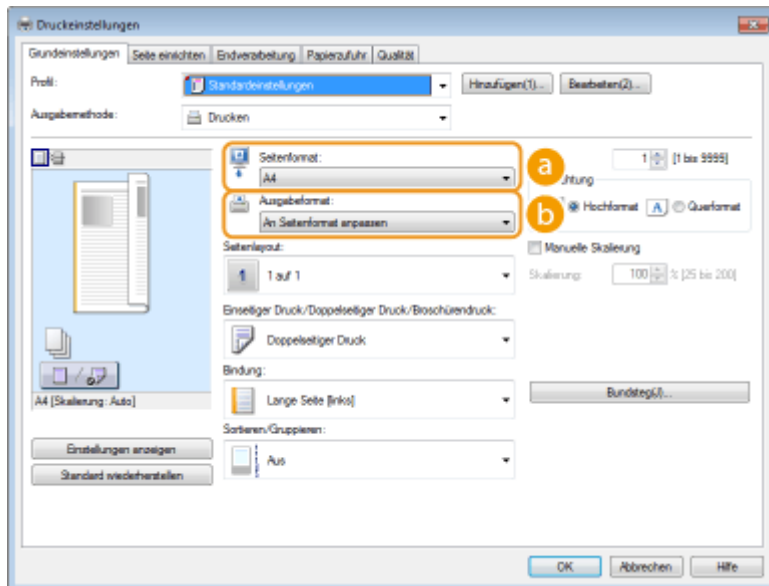 Druckeinstellungen
Grundeinstellungen Seite einrichten Endverarbeitung Papierzufuhr Qualität
Profil: Standardeinstellungen Hinzufügen(1)... Bearbeiten(2)...
Ausgabemethode: Drucken
Seitenformat: 1 [1 bis 9999]
A4 a htung
Ausgabeformat: b Hochformat A Querformat
An Seitenformat anpassen
Seitenlayout: Manuelle Skalierung
1 1 auf 1 Skalierung: 100 % [25 bis 200]
Einseitiger Druck/Doppelseitiger Druck/Broschürendruck:
Doppelseitiger Druck
Bindung:
Lange Seite [links] Bundsteg(J)...
A4 [Skalierung: Auto]
Sortieren/Gruppieren:
Einstellungen anzeigen
Aus
Standard wiederherstellen
OK Abbrechen Hilfe